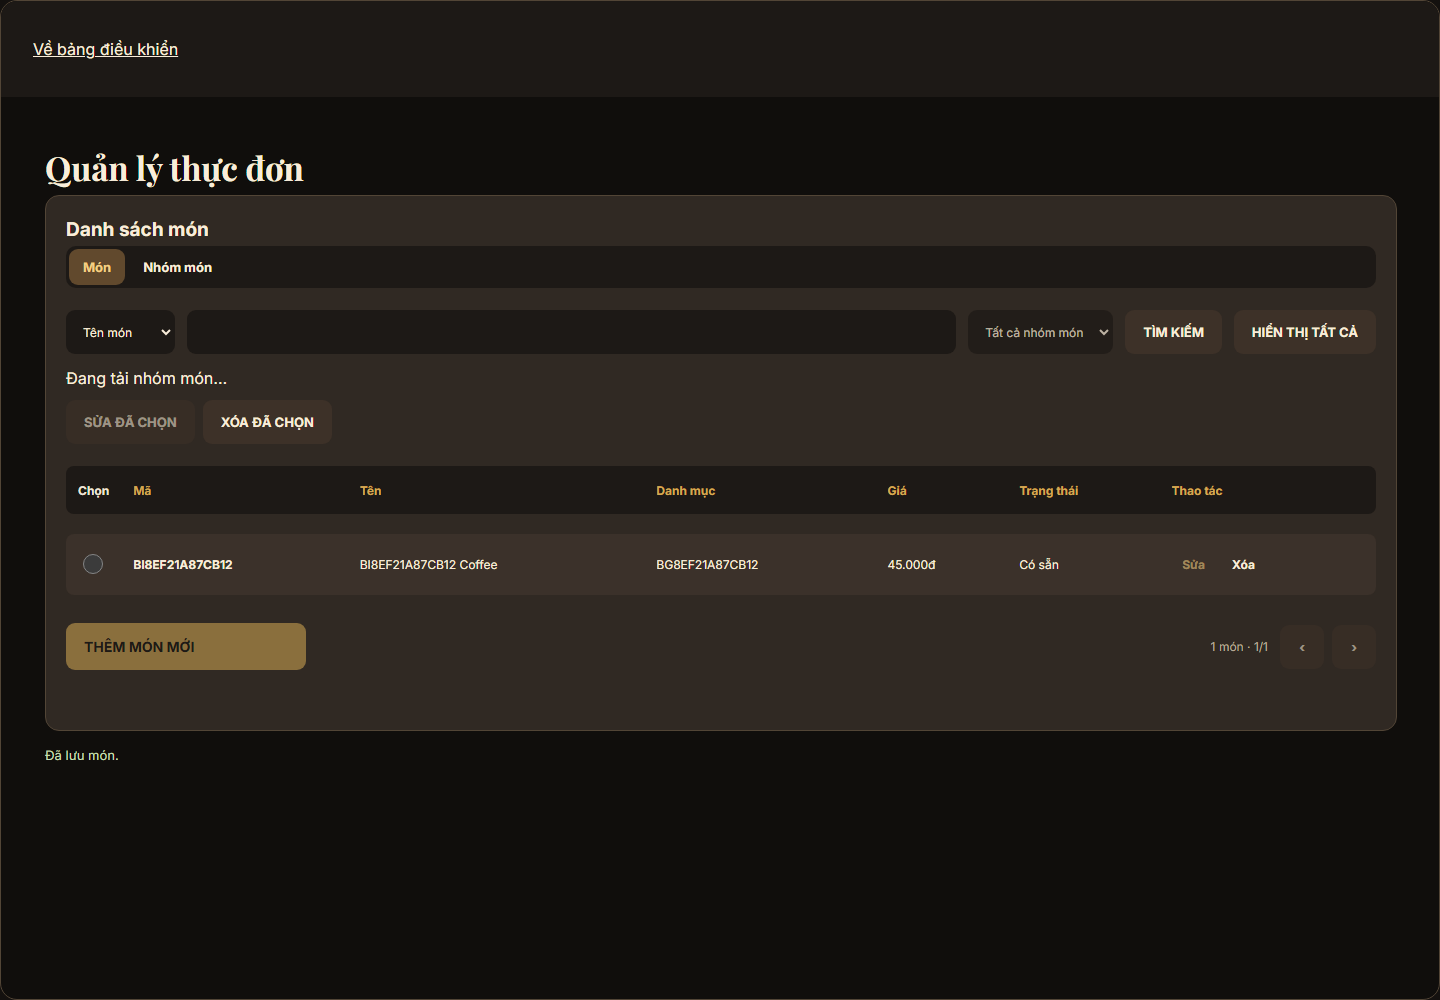 Về bảng điều khiển
Quản lý thực đơn
Danh sách món
Món Nhóm món
Tên món Tất cả nhóm món TÌM KIẾM HIỂN THỊ TẤT CẢ
Đang tải nhóm món...
SỬA ĐÃ CHỌN XÓA ĐÃ CHỌN
Chọn Mã Tên Danh mục Giá Trạng thái Thao tác
BI8EF21A87CB12 BI8EF21A87CB12 Coffee BG8EF21A87CB12 45.000đ Có sẵn Sửa Xóa
THÊM MÓN MỚI 1 món · 1/1 ‹ ›
Đã lưu món.